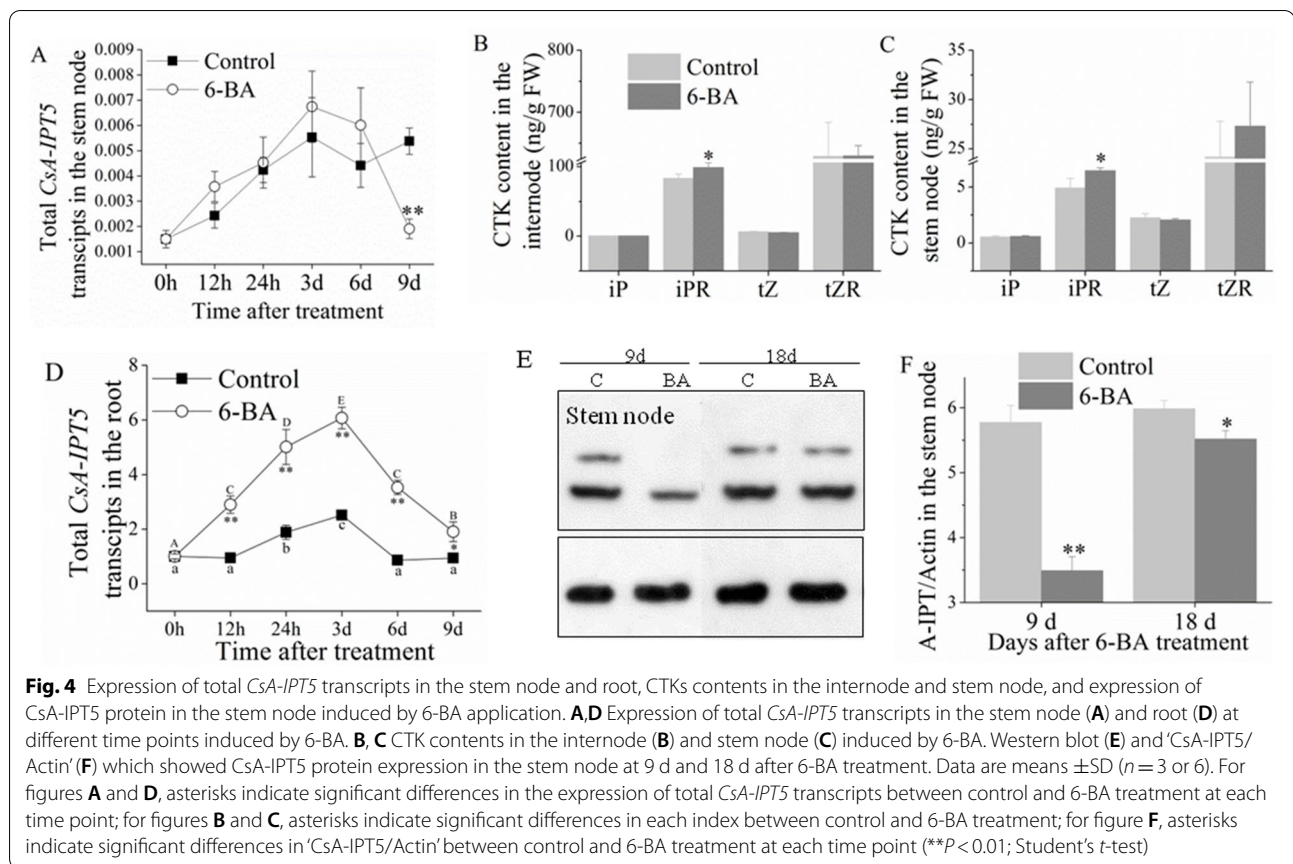 A
Total CsA-IPT5
transcipts in the stem node
0.009
0.008
0.007
0.006
0.005
0.004
0.003
0.002
0.001
Control
6-BA
**
0h 12h 24h 3d 6d 9d
Time after treatment
B
CTK content in the
internode (ng/g FW)
800
700
100
0
Control
6-BA
*
iP iPR tZ tZR
C
CTK content in the
stem node (ng/g FW)
35
30
25
5
0
*
iP iPR tZ tZR
D
Total CsA-IPT5
transcipts in the root
8
6
4
2
0
Control
6-BA
A C D E C B
** ** ** ** *
a a b c a a
0h 12h 24h 3d 6d 9d
Time after treatment
E
9d 18d
C BA C BA
Stem node
F
A-IPT/Actin in the stem node
6
5
4
3
Control
6-BA
**
*
9 d 18 d
Days after 6-BA treatment
Fig. 4 Expression of total CsA-IPT5 transcripts in the stem node and root, CTKs contents in the internode and stem node, and expression of
CsA-IPT5 protein in the stem node induced by 6-BA application. A,D Expression of total CsA-IPT5 transcripts in the stem node (A) and root (D) at
different time points induced by 6-BA. B, C CTK contents in the internode (B) and stem node (C) induced by 6-BA. Western blot (E) and ‘CsA-IPT5/
Actin’ (F) which showed CsA-IPT5 protein expression in the stem node at 9 d and 18 d after 6-BA treatment. Data are means ±SD (n = 3 or 6). For
figures A and D, asterisks indicate significant differences in the expression of total CsA-IPT5 transcripts between control and 6-BA treatment at each
time point; for figures B and C, asterisks indicate significant differences in each index between control and 6-BA treatment; for figure F, asterisks
indicate significant differences in ‘CsA-IPT5/Actin’ between control and 6-BA treatment at each time point (**P < 0.01; Student’s t-test)